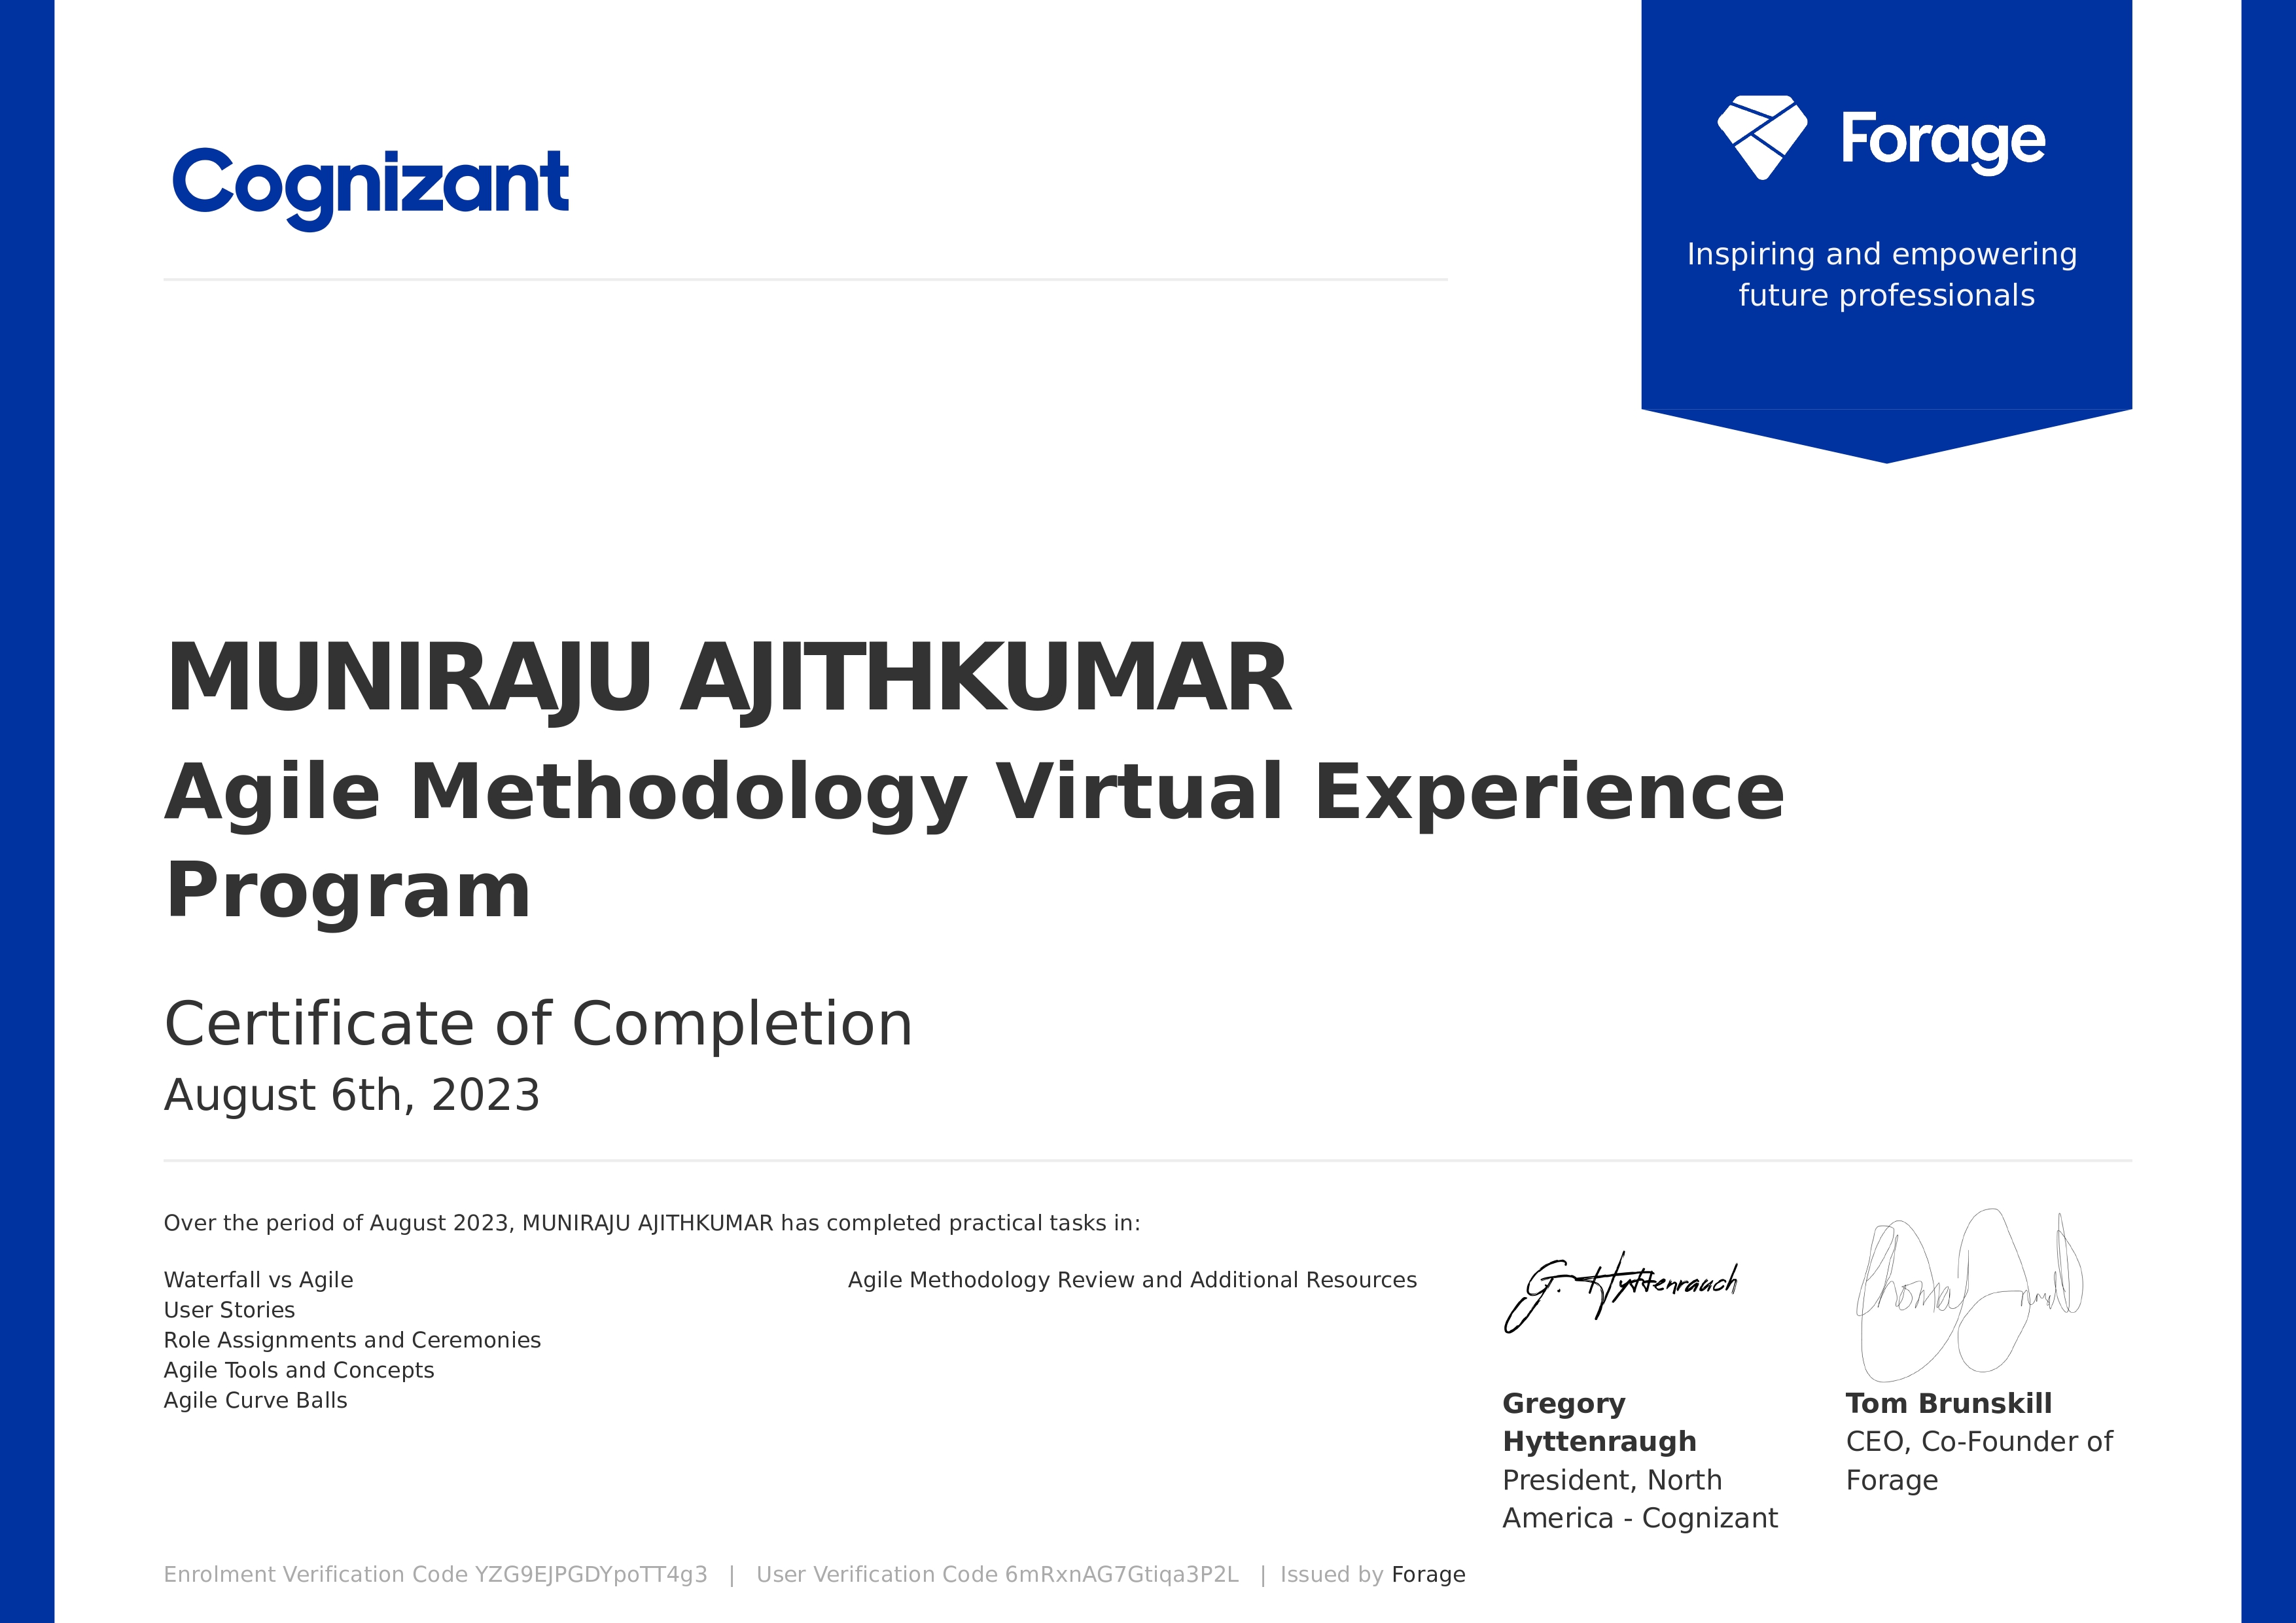 Cognizant
Forage
Inspiring and empowering
future professionals
MUNIRAJU AJITHKUMAR
Agile Methodology Virtual Experience
Program
Certificate of Completion
August 6th, 2023
Over the period of August 2023, MUNIRAJU AJITHKUMAR has completed practical tasks in:
Waterfall vs Agile
User Stories
Role Assignments and Ceremonies
Agile Tools and Concepts
Agile Curve Balls
Agile Methodology Review and Additional Resources
G. Hyttenrauch
Gregory
Hyttenraugh
President, North
America - Cognizant
Tom Brunskill
CEO, Co-Founder of
Forage
Enrolment Verification Code YZG9EJPGDYpoTT4g3 | User Verification Code 6mRxnAG7Gtiqa3P2L | Issued by Forage